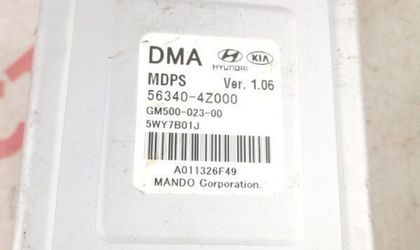 DMA HYUNDAI KIA
MDPS Ver. 1.06
56340-4Z000
GM500-023-00
5WY7B01J
A011326F49
MANDO Corporation.